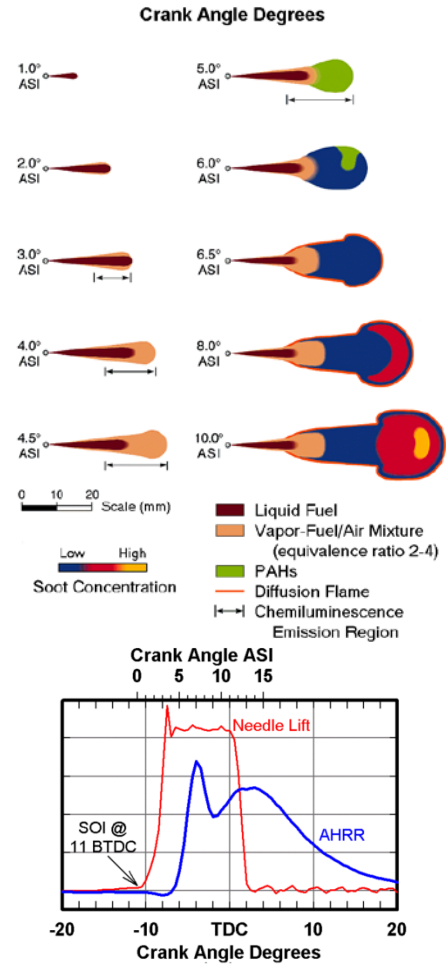 Crank Angle Degrees
1.0°
ASI
5.0°
ASI
2.0°
ASI
6.0°
ASI
3.0°
ASI
6.5°
ASI
4.0°
ASI
8.0°
ASI
4.5°
ASI
10.0°
ASI
0 10 20 Scale (mm)
Low High
Soot Concentration
Liquid Fuel
Vapor-Fuel/Air Mixture
(equivalence ratio 2-4)
PAHs
Diffusion Flame
Chemiluminescence
Emission Region
Crank Angle ASI
0 5 10 15
Needle Lift
SOI @
11 BTDC
AHRR
-20 -10 TDC 10 20
Crank Angle Degrees